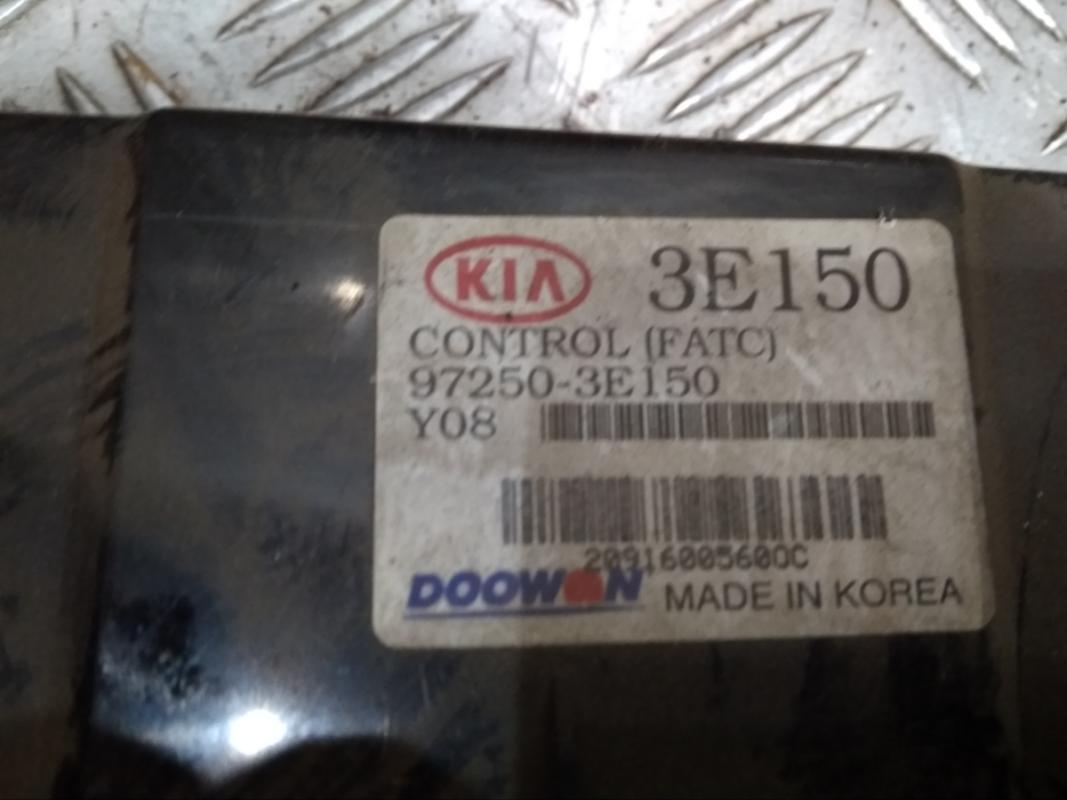 KIA 3E150
CONTROL (FATC)
97250-3E150
Y08
20916005600C
DOOWON MADE IN KOREA